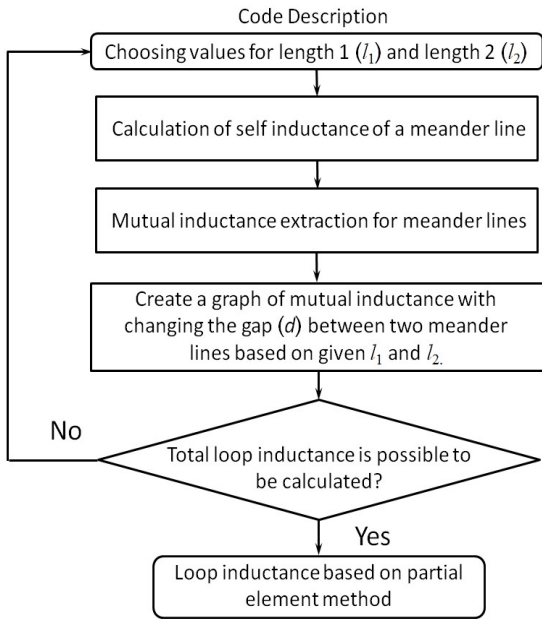 Code Description
Choosing values for length 1 (l₁) and length 2 (l₂)
Calculation of self inductance of a meander line
Mutual inductance extraction for meander lines
Create a graph of mutual inductance with
changing the gap (d) between two meander
lines based on given l₁ and l₂.
No
Total loop inductance is possible to
be calculated?
Yes
Loop inductance based on partial
element method